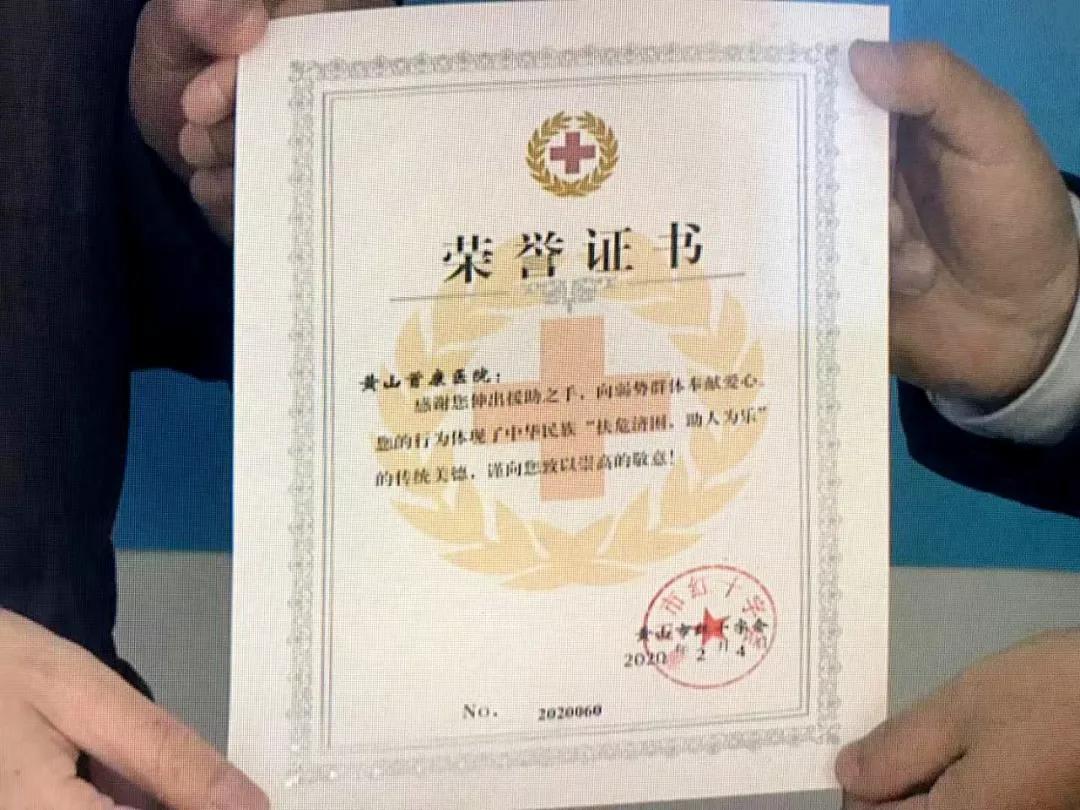 荣誉证书
黄山首康医院：
感谢您伸出援助之手，向弱势群体奉献爱心。
您的行为体现了中华民族“扶危济困，助人为乐”
的传统美德，谨向您致以崇高的敬意！
市红十字
黄山市红十字会
2020年2月4
No. 2020060